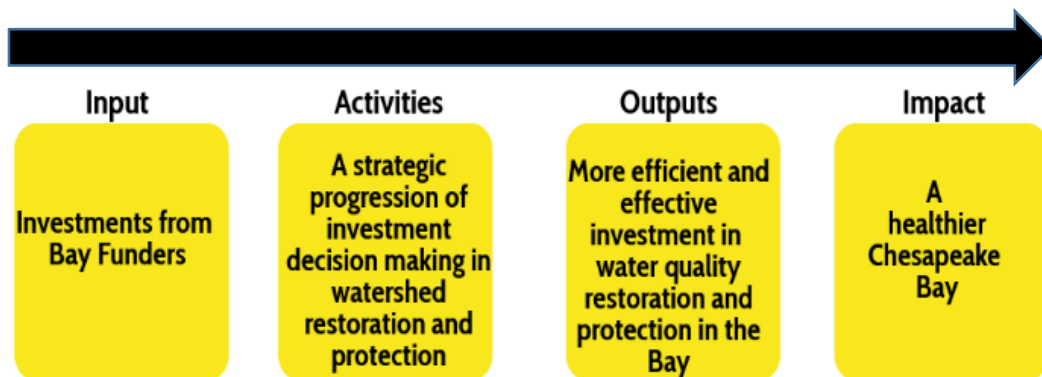 Input
Investments from
Bay Funders
Activities
A strategic
progression of
investment
decision making in
watershed
restoration and
protection
Outputs
More efficient and
effective
investment in
water quality
restoration and
protection in the
Bay
Impact
A
healthier
Chesapeake
Bay